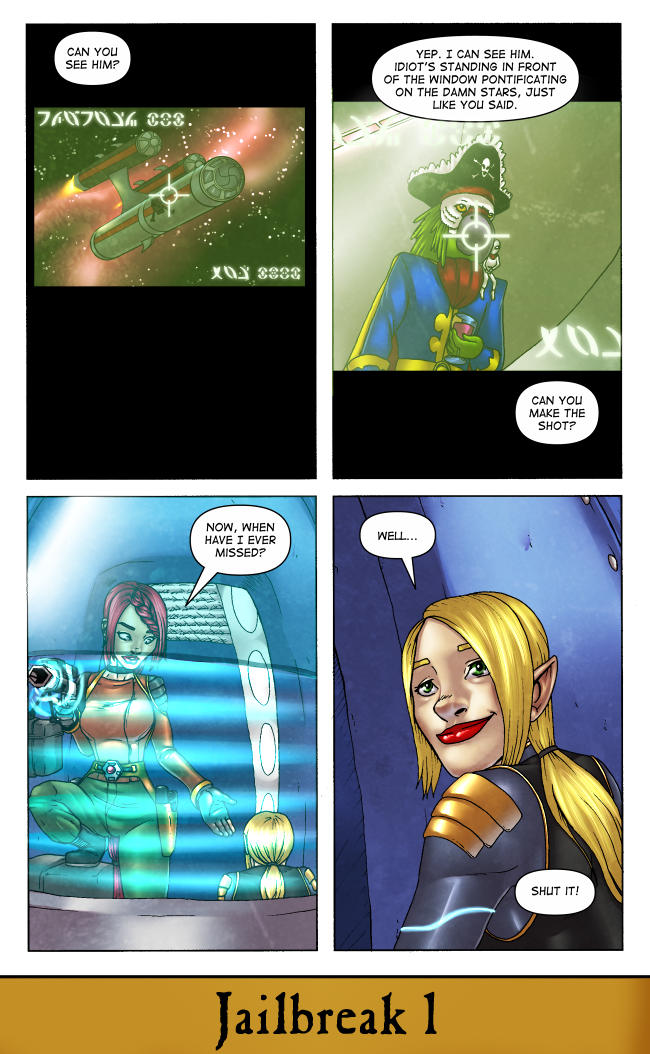 CAN YOU
SEE HIM?
YEP. I CAN SEE HIM.
IDIOT'S STANDING IN FRONT
OF THE WINDOW PONTIFICATING
ON THE DAMN STARS, JUST
LIKE YOU SAID.
CAN YOU
MAKE THE
SHOT?
NOW, WHEN
HAVE I EVER
MISSED?
WELL...
SHUT IT!
Jailbreak 1